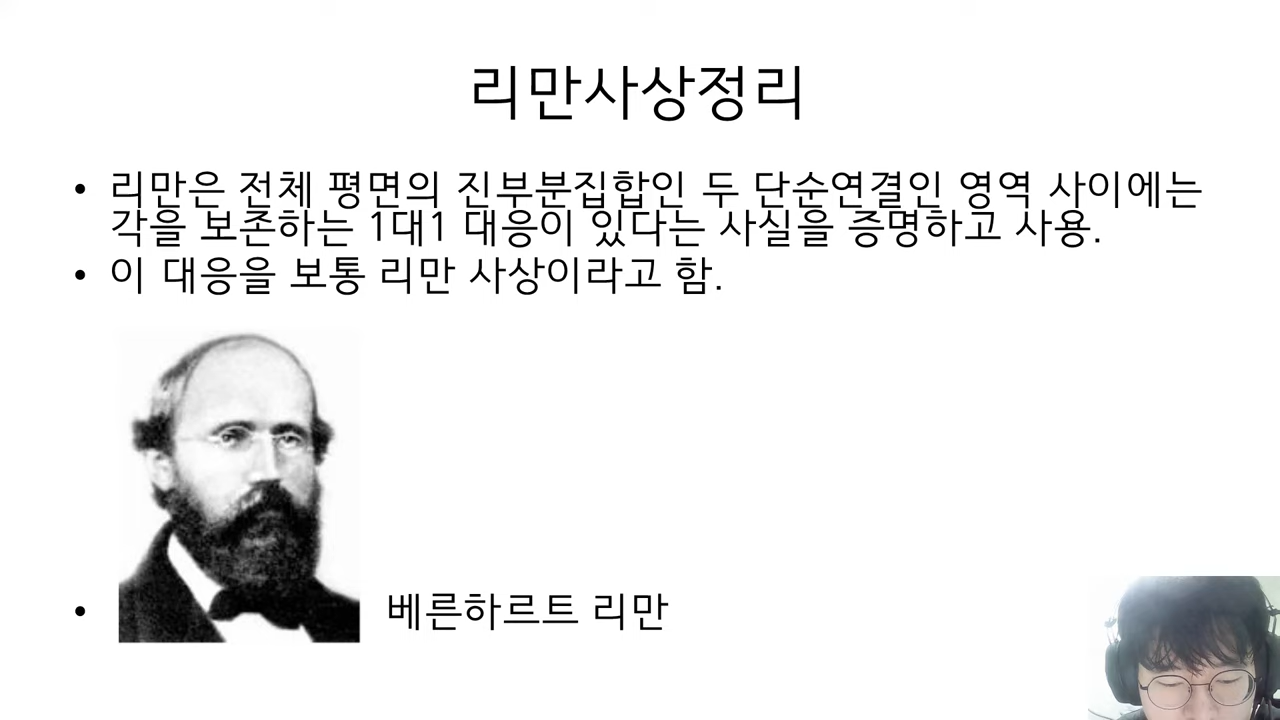 리만사상정리
• 리만은 전체 평면의 진부분집합인 두 단순연결인 영역 사이에는
각을 보존하는 1대1 대응이 있다는 사실을 증명하고 사용.
• 이 대응을 보통 리만 사상이라고 함.
• 베른하르트 리만